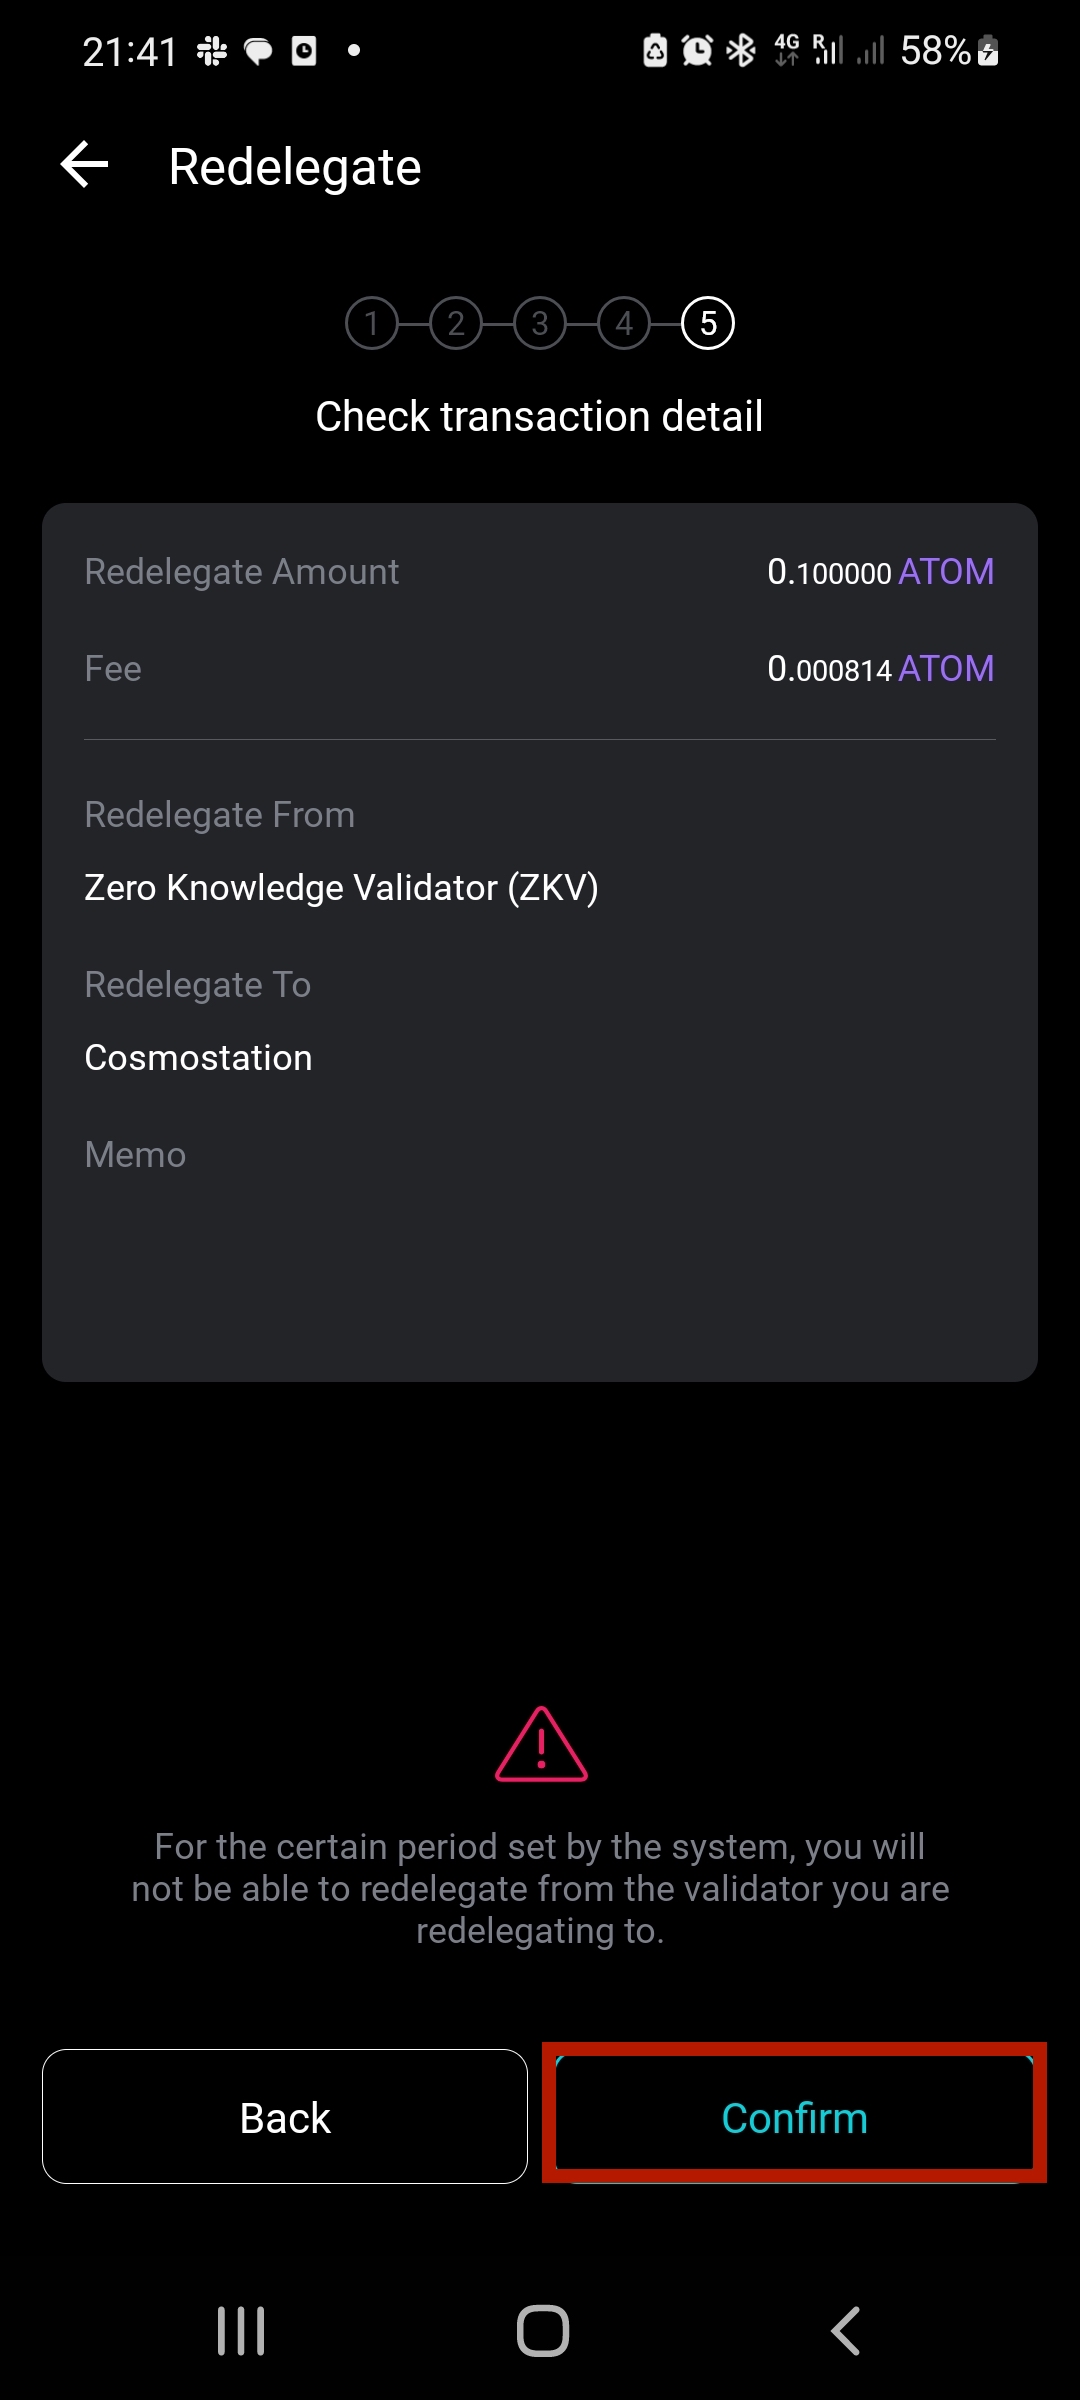 21:41 4G R 58%
Redelegate
1 2 3 4 5
Check transaction detail
Redelegate Amount 0.100000 ATOM
Fee 0.000814 ATOM
Redelegate From
Zero Knowledge Validator (ZKV)
Redelegate To
Cosmostation
Memo
For the certain period set by the system, you will
not be able to redelegate from the validator you are
redelegating to.
Back Confirm